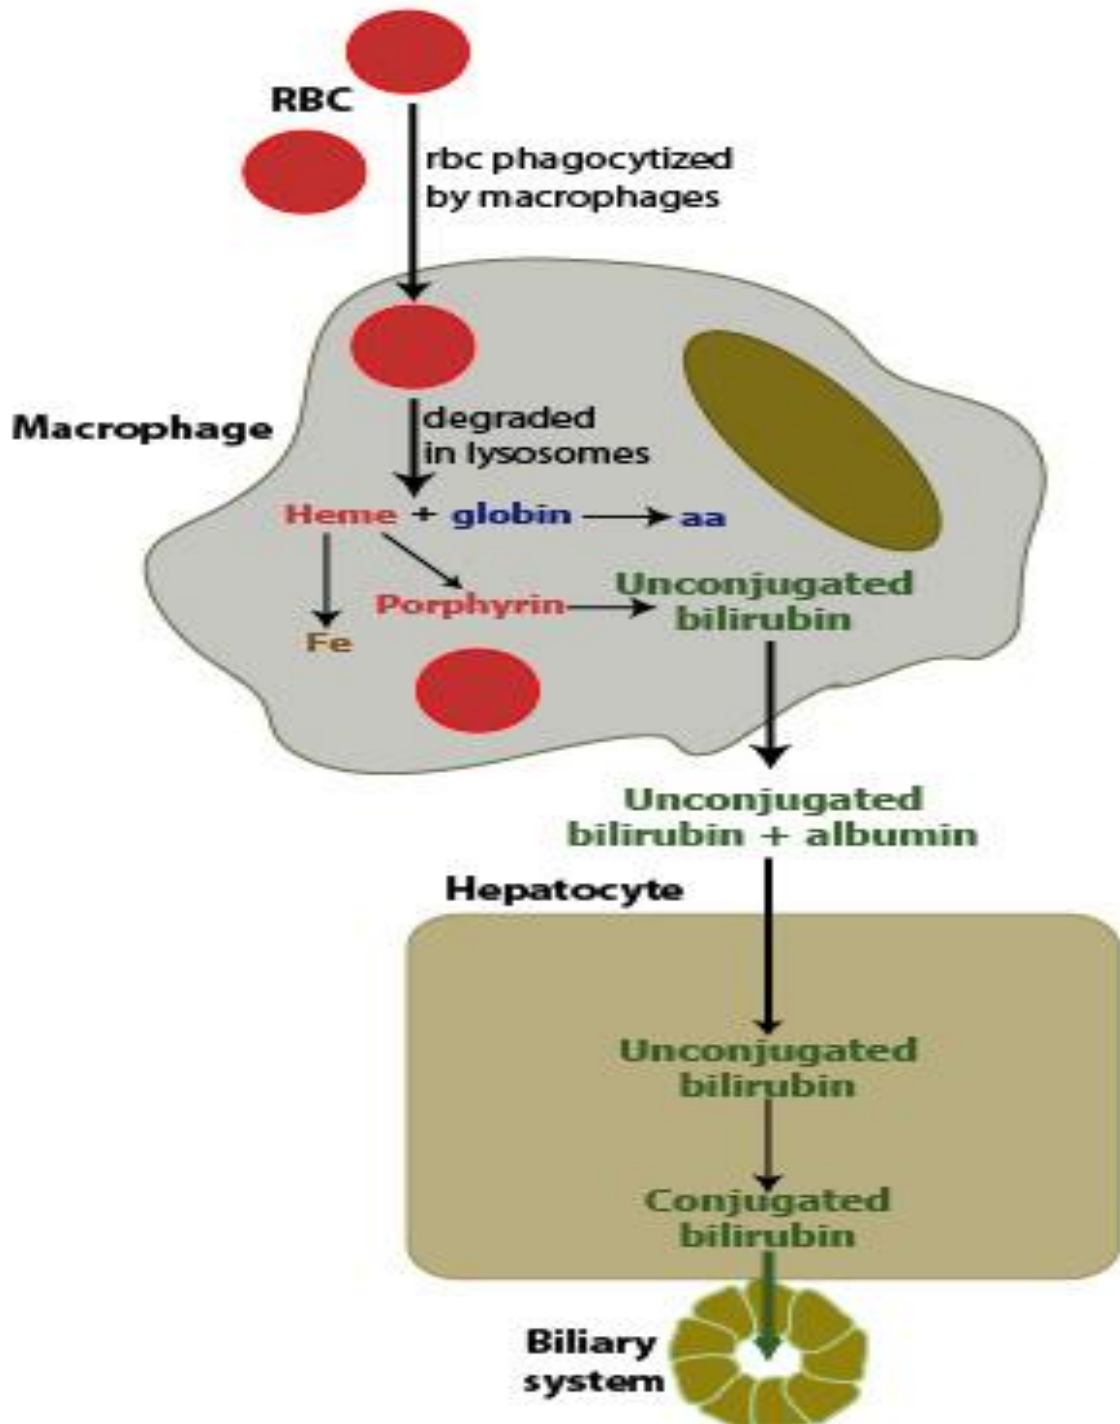 RBC
rbc phagocytized
by macrophages
Macrophage
degraded
in lysosomes
Heme + globin aa
Porphyrin
Unconjugated
bilirubin
Fe
Unconjugated
bilirubin + albumin
Hepatocyte
Unconjugated
bilirubin
Conjugated
bilirubin
Biliary
system